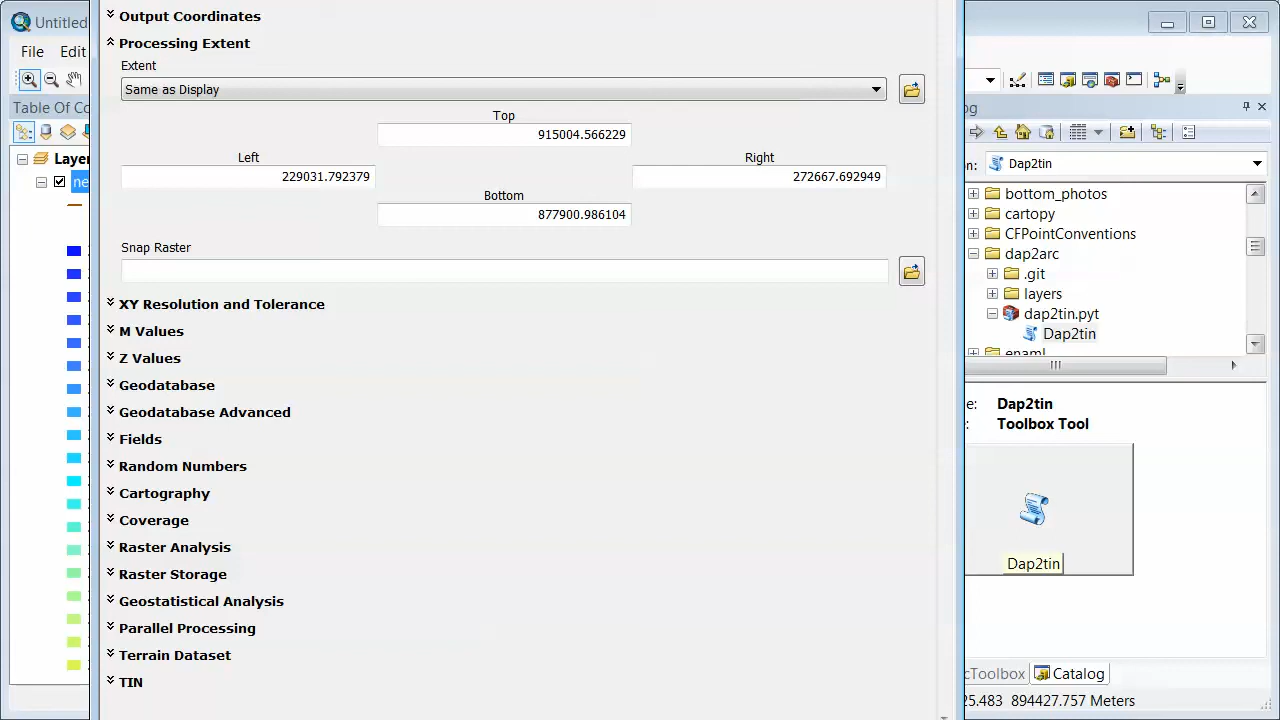 Untitled
File Edit
Table Of Co
Layer
ne
Output Coordinates
Processing Extent
Extent
Same as Display
Top
915004.566229
Left
Right
229031.792379
272667.692949
Bottom
877900.986104
Snap Raster
XY Resolution and Tolerance
M Values
Z Values
Geodatabase
Geodatabase Advanced
Fields
Random Numbers
Cartography
Coverage
Raster Analysis
Raster Storage
Geostatistical Analysis
Parallel Processing
Terrain Dataset
TIN
og
n: Dap2tin
bottom_photos
cartopy
CFPointConventions
dap2arc
.git
layers
dap2tin.pyt
Dap2tin
enaml
e: Dap2tin
: Toolbox Tool
Dap2tin
cToolbox Catalog
25.483 894427.757 Meters